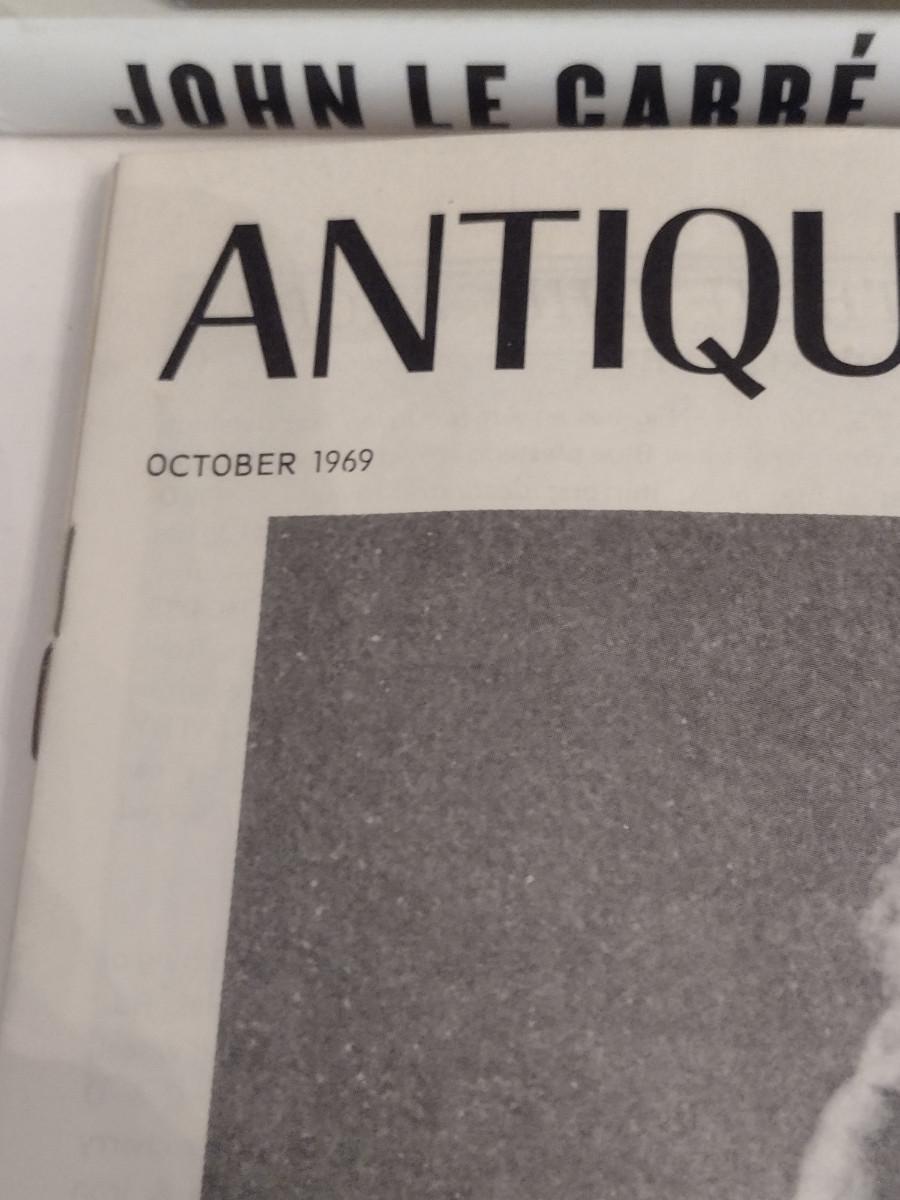 JOHN LE CARRÉ
ANTIQU
OCTOBER 1969